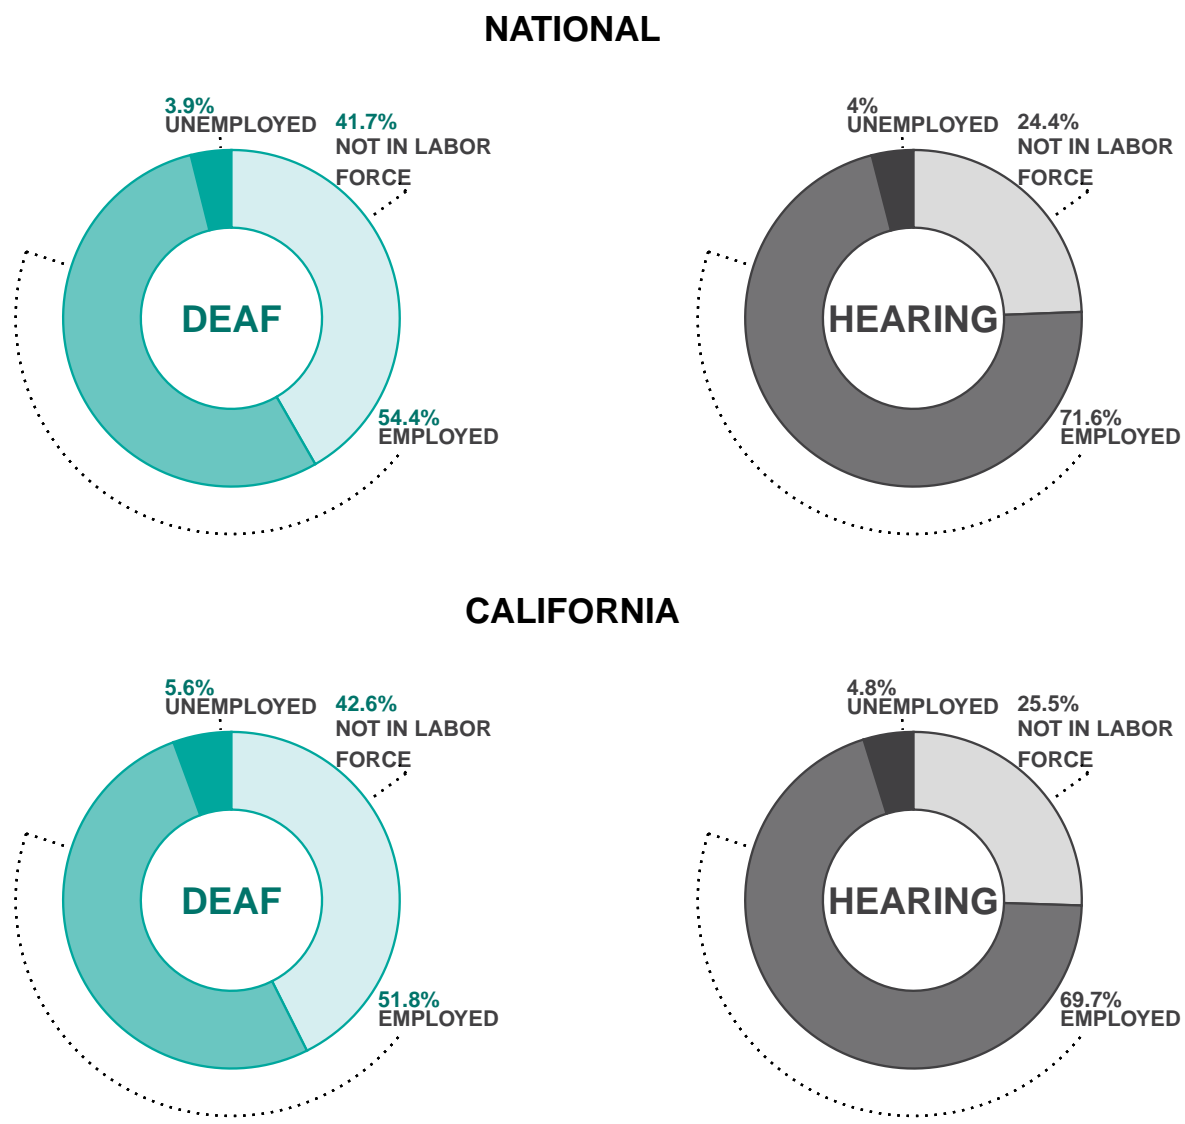 NATIONAL
3.9%
UNEMPLOYED
41.7%
NOT IN LABOR
FORCE
DEAF
54.4%
EMPLOYED
4%
UNEMPLOYED
24.4%
NOT IN LABOR
FORCE
HEARING
71.6%
EMPLOYED
CALIFORNIA
5.6%
UNEMPLOYED
42.6%
NOT IN LABOR
FORCE
DEAF
51.8%
EMPLOYED
4.8%
UNEMPLOYED
25.5%
NOT IN LABOR
FORCE
HEARING
69.7%
EMPLOYED